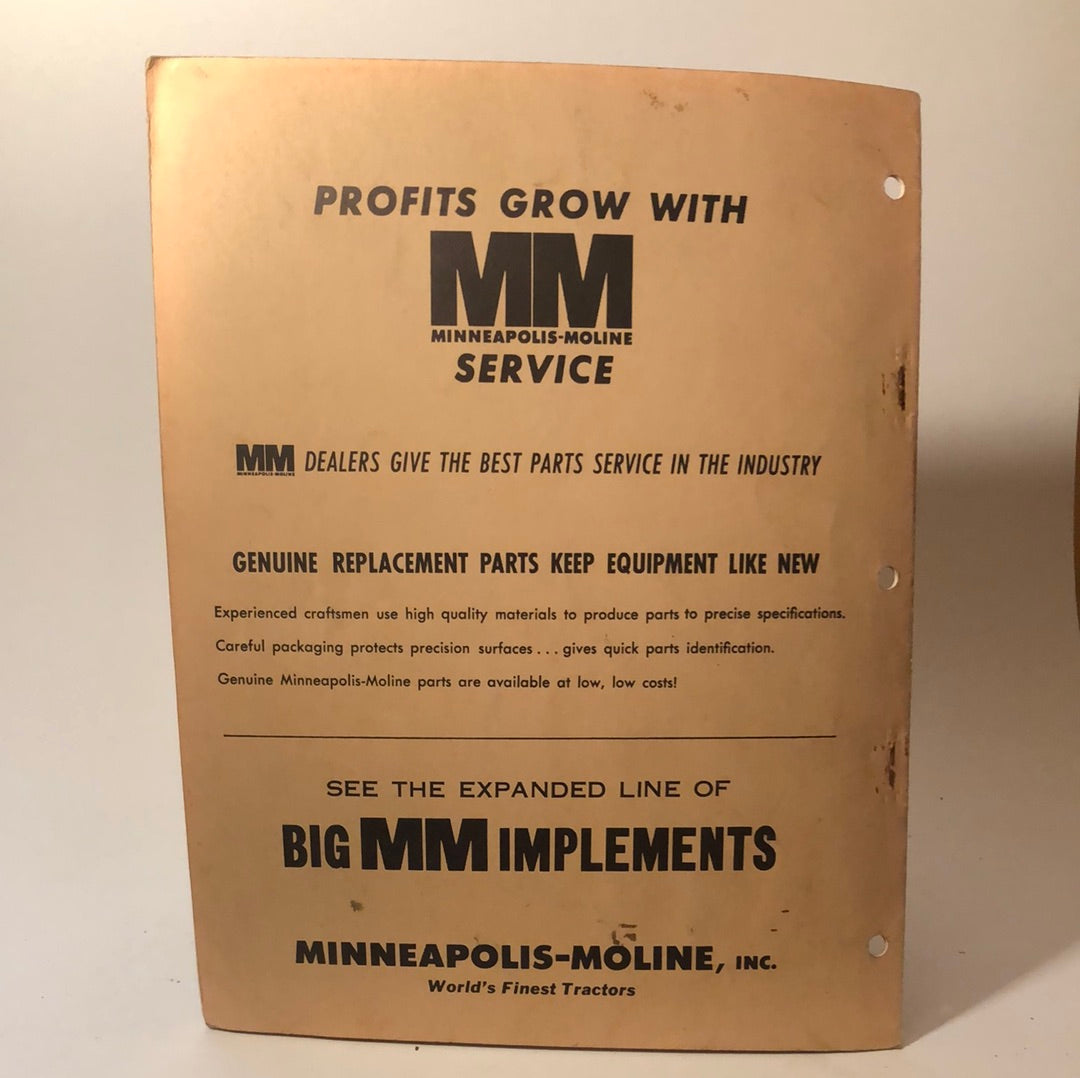 PROFITS GROW WITH
MM
MINNEAPOLIS-MOLINE
SERVICE
MM DEALERS GIVE THE BEST PARTS SERVICE IN THE INDUSTRY
MINNEAPOLIS-MOLINE
GENUINE REPLACEMENT PARTS KEEP EQUIPMENT LIKE NEW
Experienced craftsmen use high quality materials to produce parts to precise specifications.
Careful packaging protects precision surfaces . . . gives quick parts identification.
Genuine Minneapolis-Moline parts are available at low, low costs!
SEE THE EXPANDED LINE OF
BIG MM IMPLEMENTS
MINNEAPOLIS-MOLINE, INC.
World's Finest Tractors